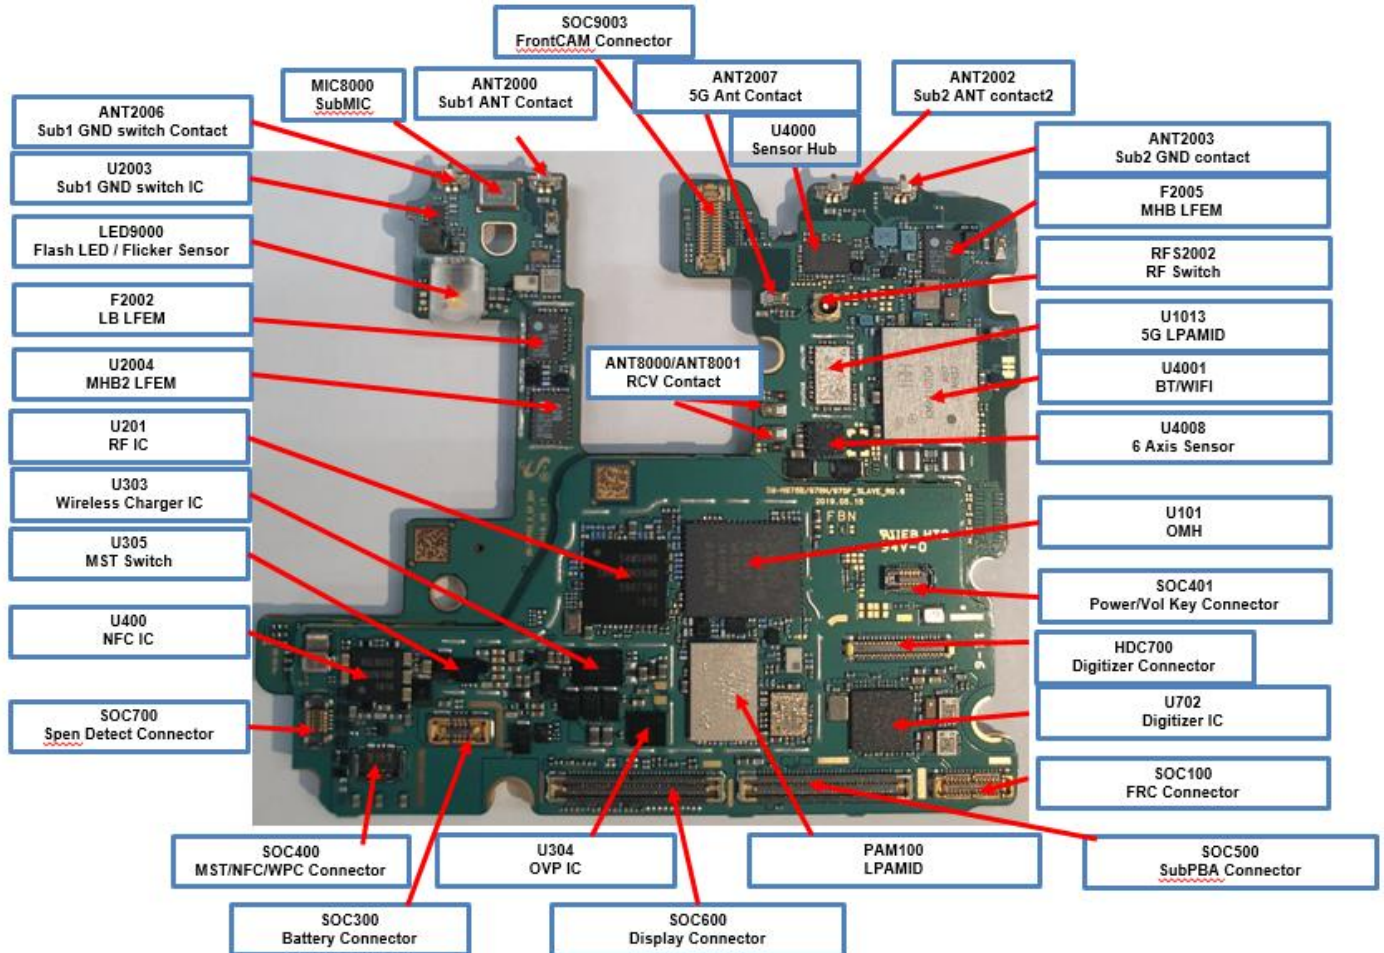 SOC9003
FrontCAM Connector
MIC8000
SubMIC
ANT2000
Sub1 ANT Contact
ANT2007
5G Ant Contact
ANT2002
Sub2 ANT contact2
ANT2006
Sub1 GND switch Contact
U4000
Sensor Hub
ANT2003
Sub2 GND contact
U2003
Sub1 GND switch IC
F2005
MHB LFEM
LED9000
Flash LED / Flicker Sensor
RFS2002
RF Switch
F2002
LB LFEM
U1013
5G LPAMID
U2004
MHB2 LFEM
ANT8000/ANT8001
RCV Contact
U4001
BT/WIFI
U201
RF IC
U4008
6 Axis Sensor
U303
Wireless Charger IC
2019.05.15
FBN
94V-0
U101
OMH
U305
MST Switch
SOC401
Power/Vol Key Connector
U400
NFC IC
HDC700
Digitizer Connector
SOC700
Spen Detect Connector
U702
Digitizer IC
SOC100
FRC Connector
SOC400
MST/NFC/WPC Connector
U304
OVP IC
PAM100
LPAMID
SOC500
SubPBA Connector
SOC300
Battery Connector
SOC600
Display Connector